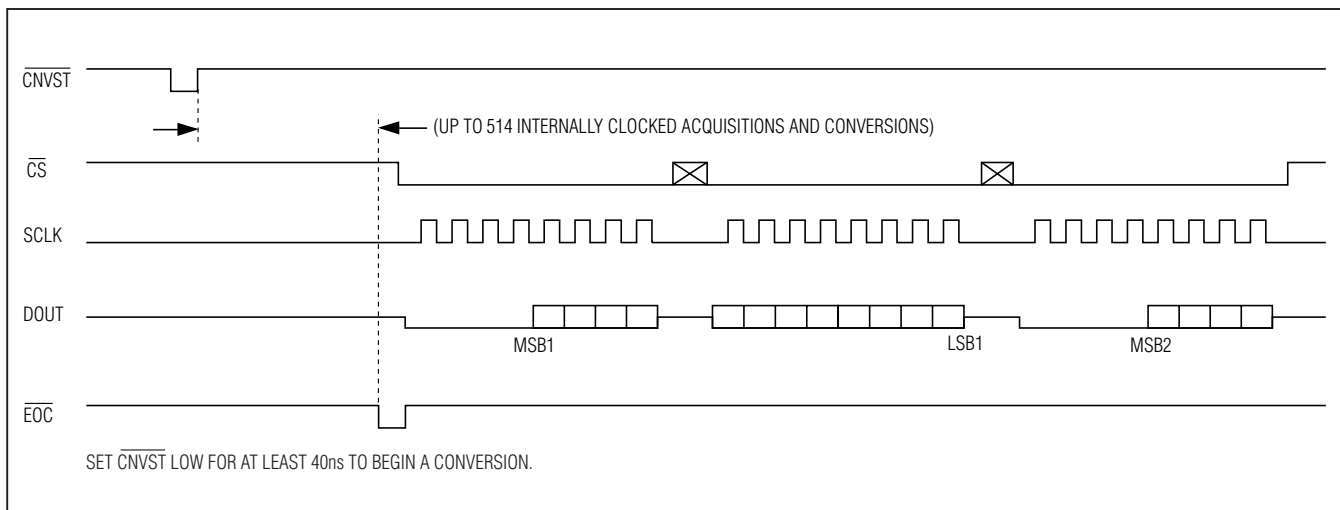 CNVST
(UP TO 514 INTERNALLY CLOCKED ACQUISITIONS AND CONVERSIONS)
CS
SCLK
DOUT
MSB1
LSB1
MSB2
EOC
SET CNVST LOW FOR AT LEAST 40ns TO BEGIN A CONVERSION.